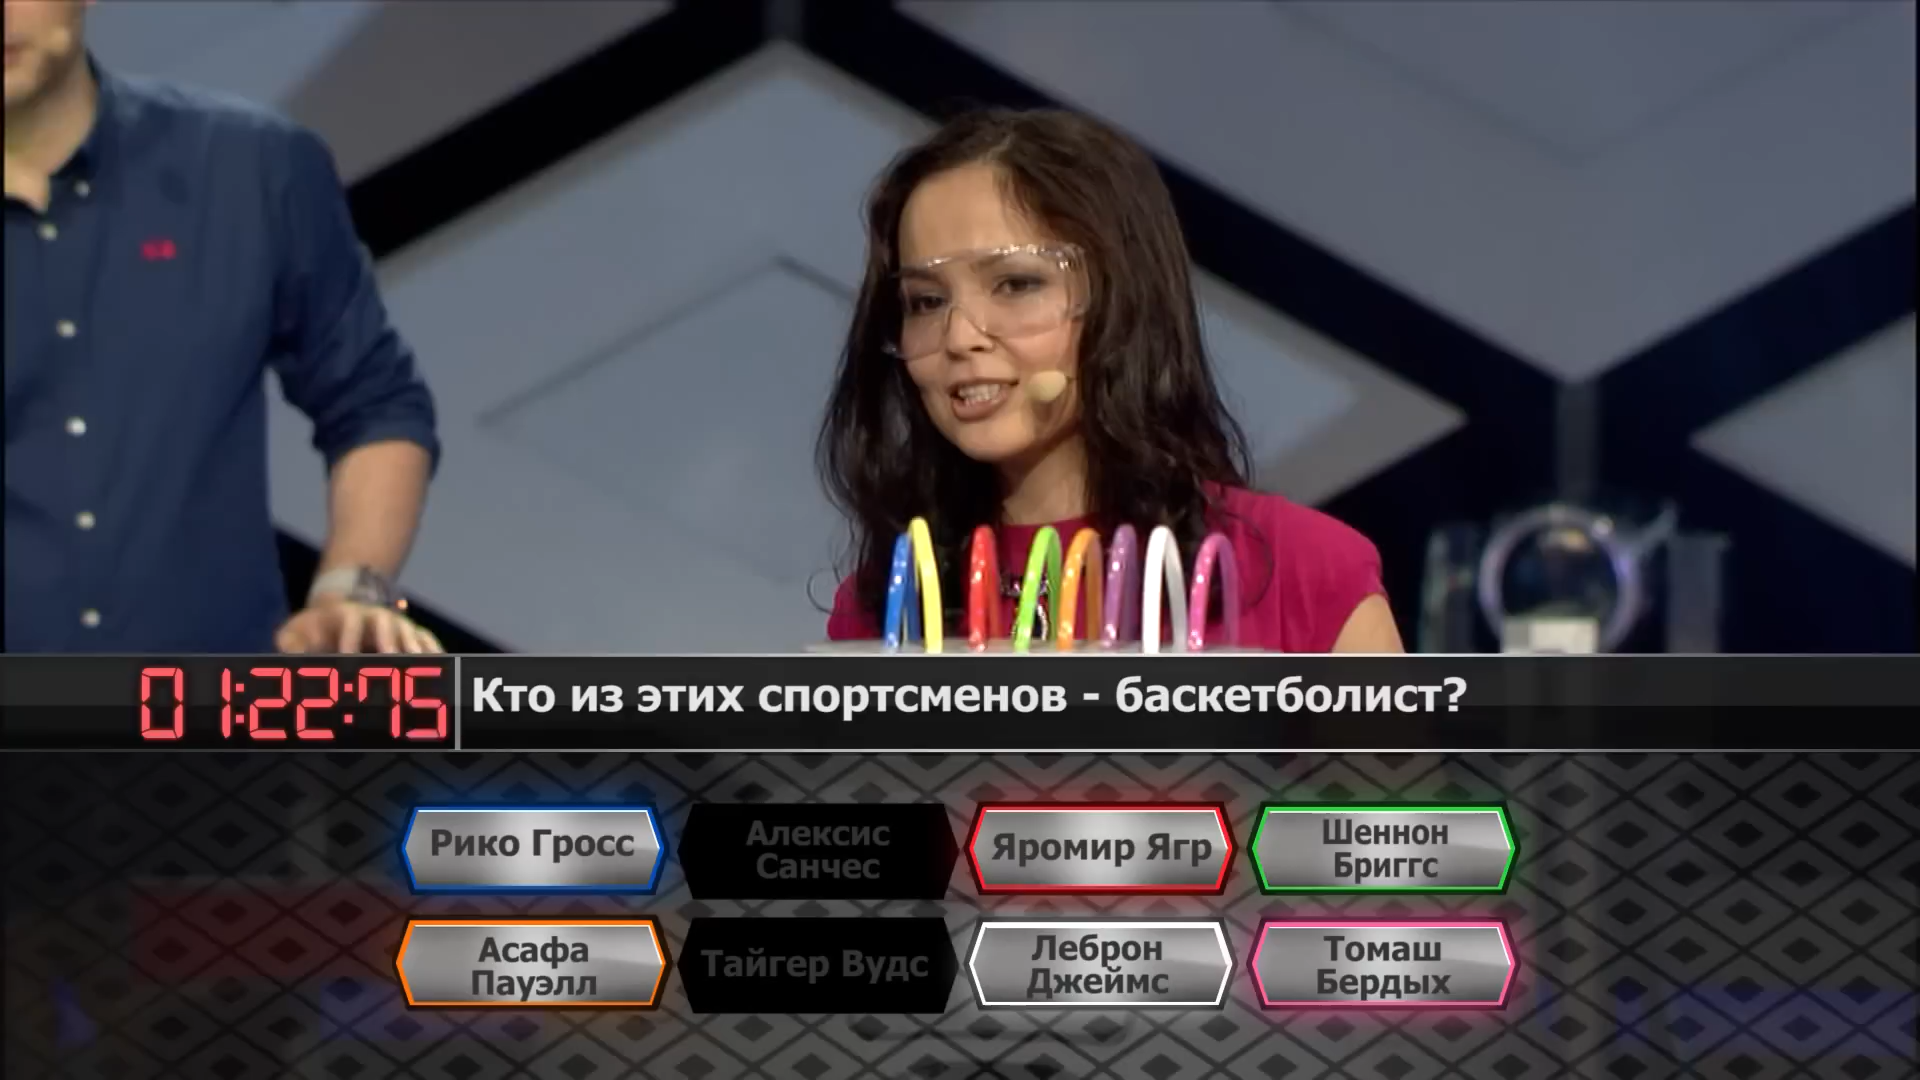 01:22:75
Кто из этих спортсменов - баскетболист?
Рико Гросс
Алексис
Санчес
Яромир Ягр
Шеннон
Бриггс
Асафа
Пауэлл
Тайгер Вудс
Леброн
Джеймс
Томаш
Бердых